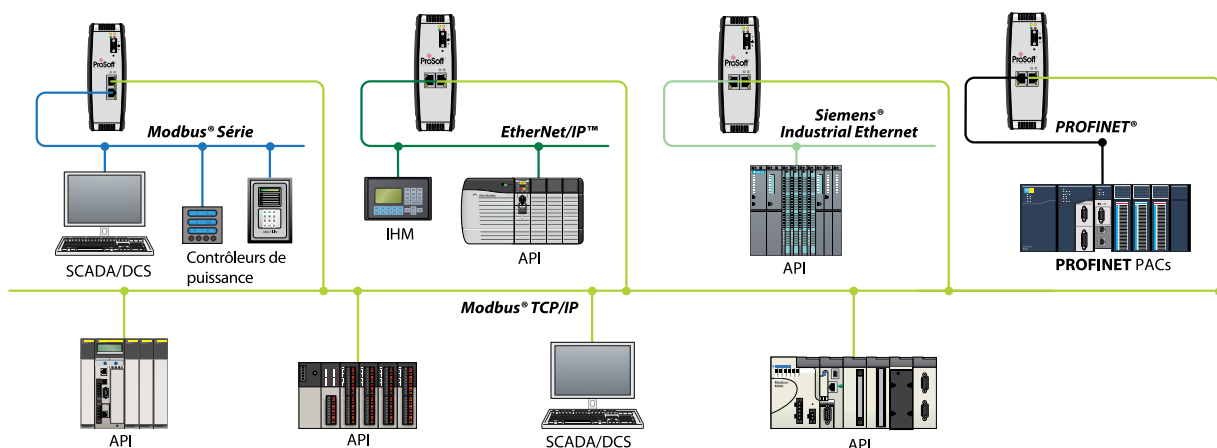 ProSoft
ProSoft
ProSoft
ProSoft
Modbus® Série
EtherNet/IP™
Siemens®
Industrial Ethernet
PROFINET®
SCADA/DCS
Contrôleurs de
puissance
IHM
API
API
PROFINET PACs
Modbus® TCP/IP
API
API
SCADA/DCS
API